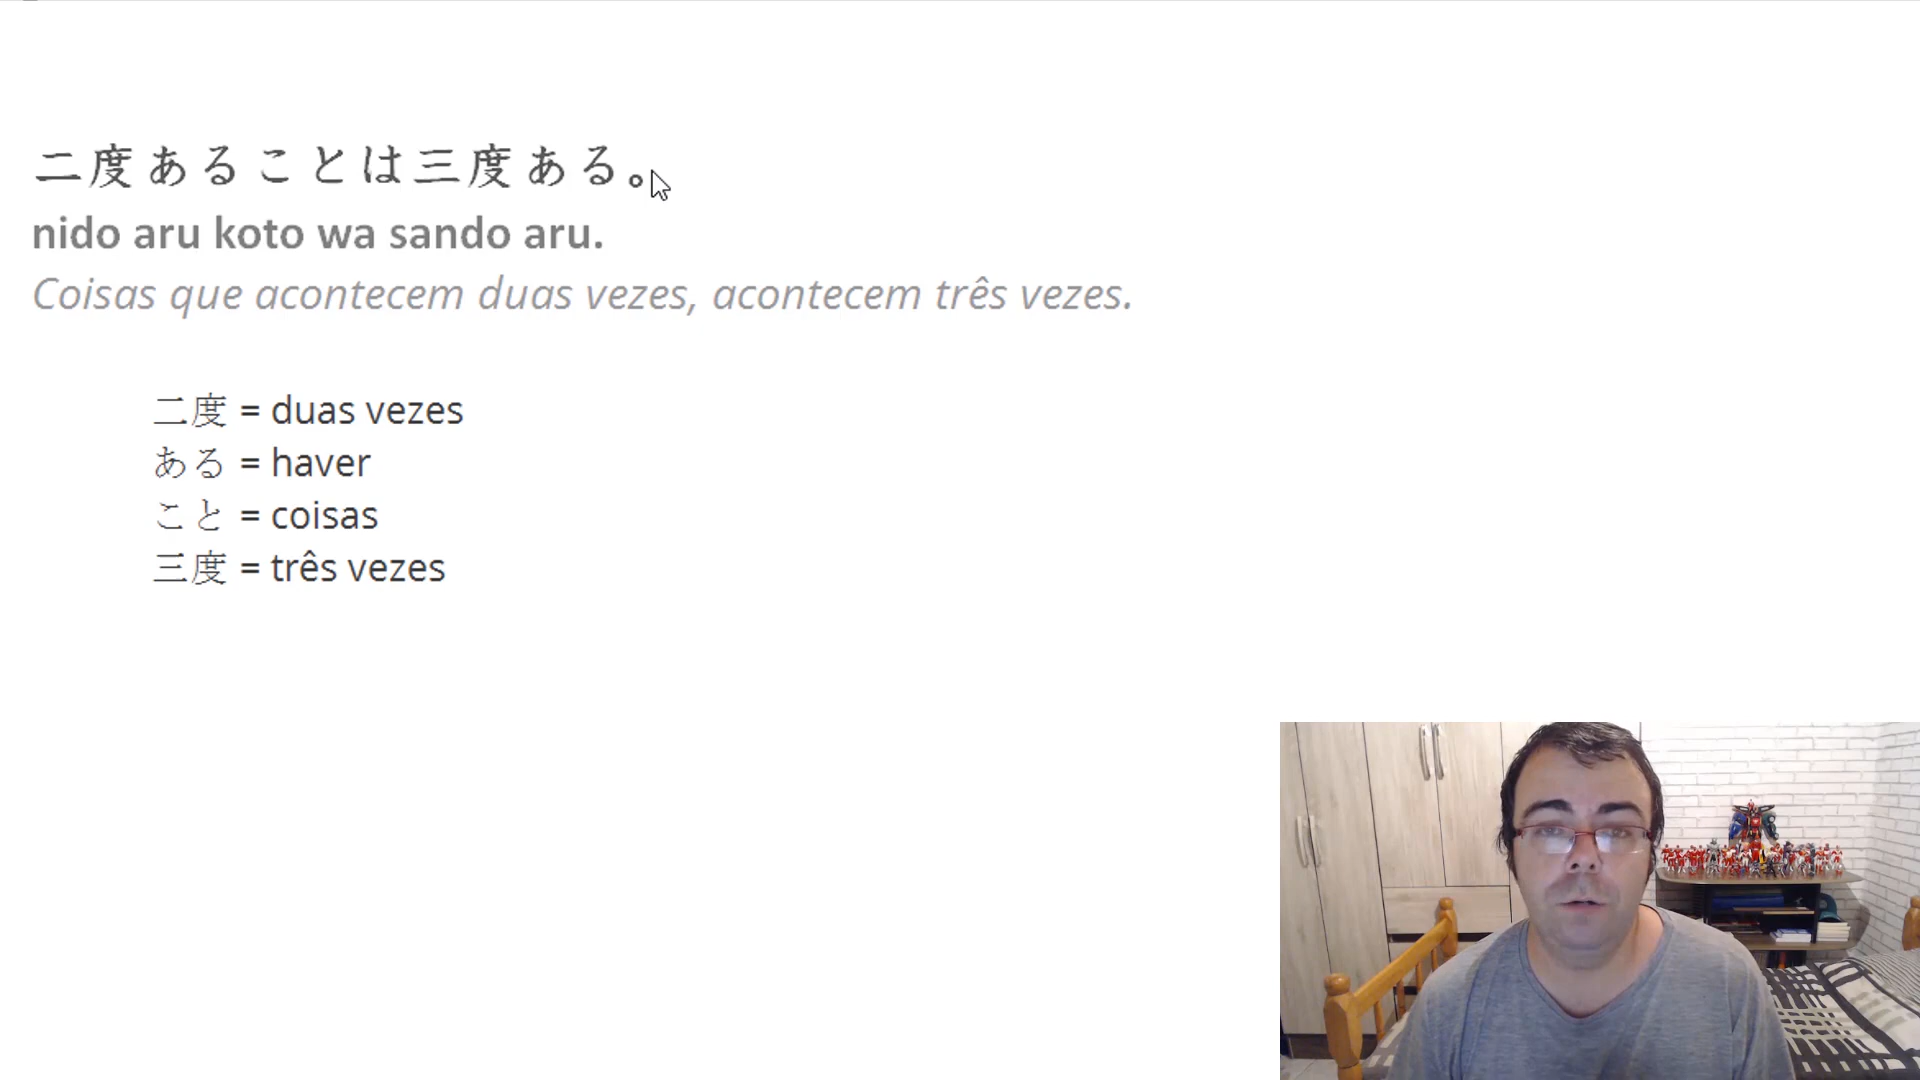 二度あることは三度ある。
nido aru koto wa sando aru.
Coisas que acontecem duas vezes, acontecem três vezes.
二度 = duas vezes
ある = haver
こと = coisas
三度 = três vezes